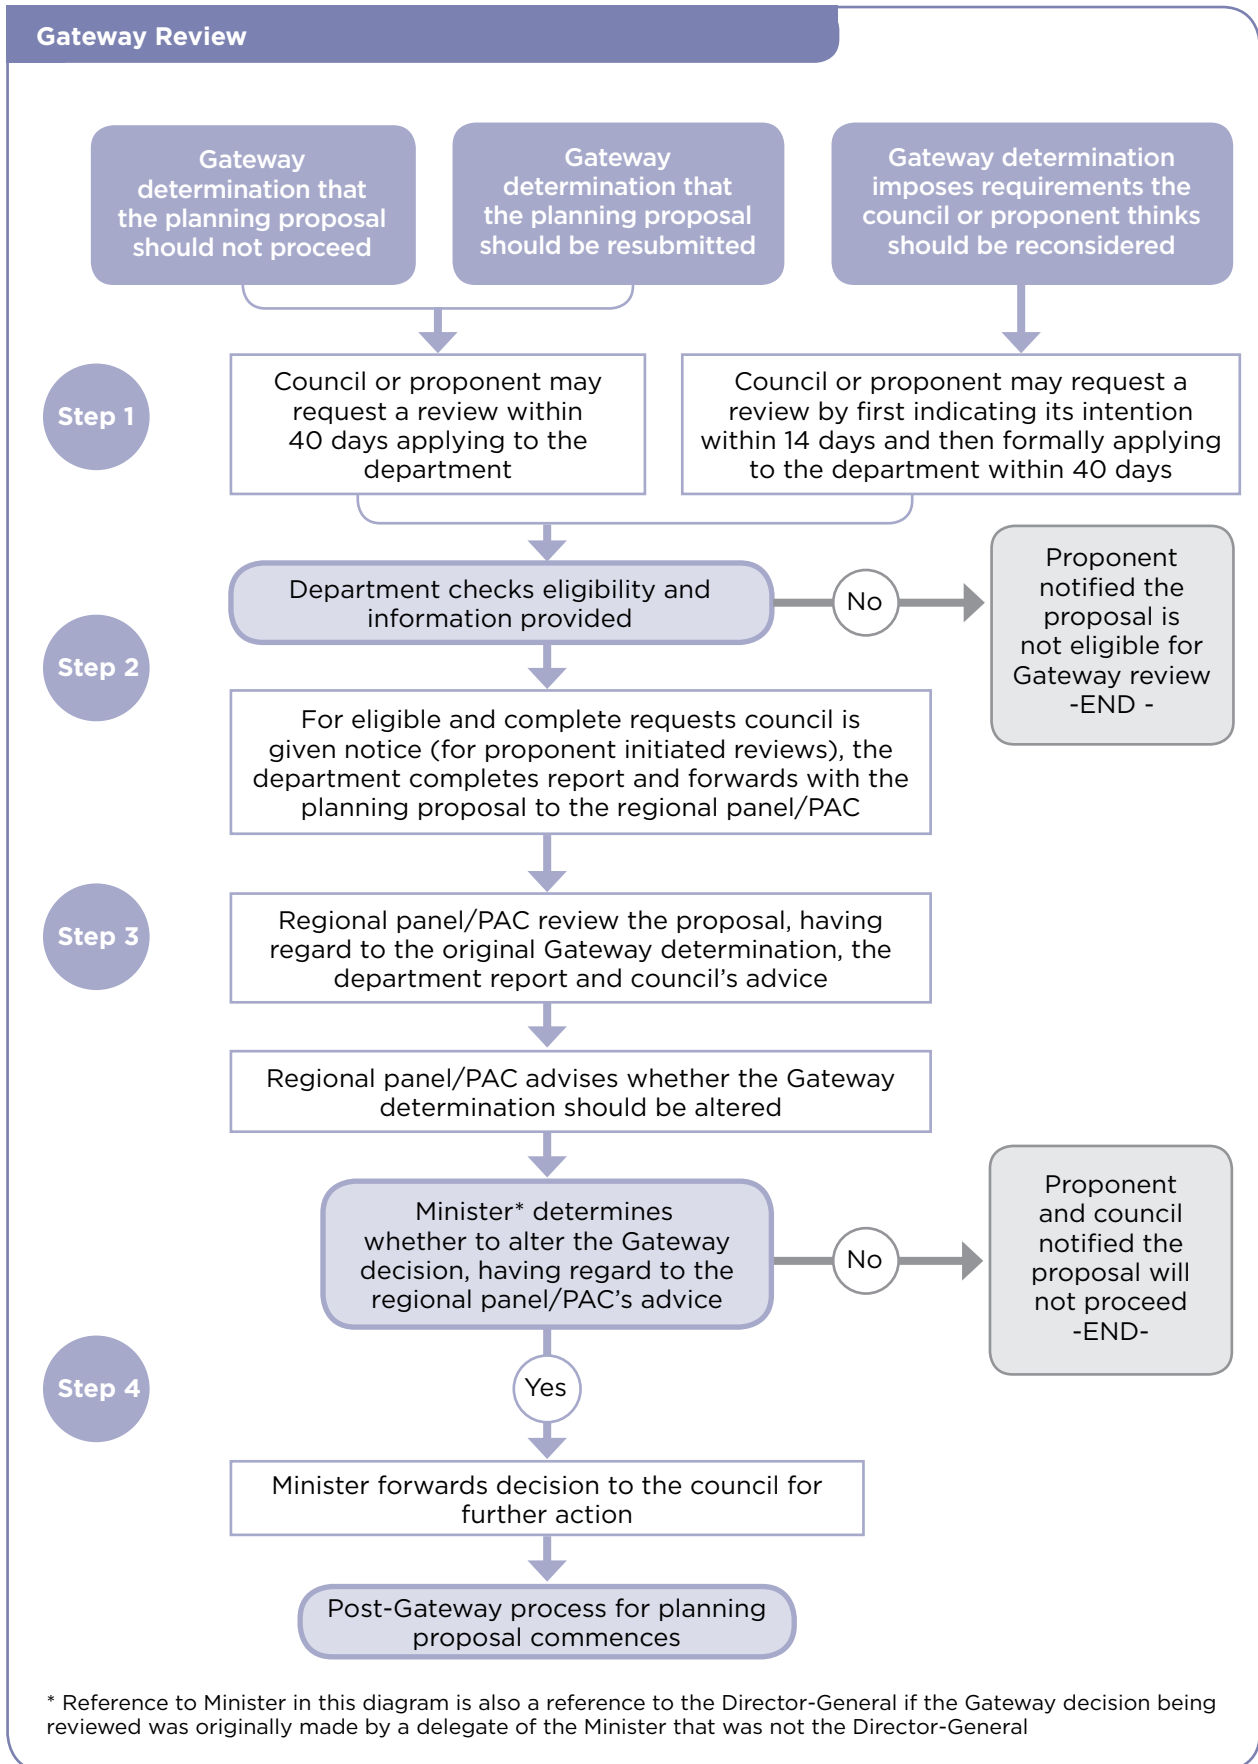 Gateway Review
Gateway
determination that
the planning proposal
should not proceed
Gateway
determination that
the planning proposal
should be resubmitted
Gateway determination
imposes requirements the
council or proponent thinks
should be reconsidered
Step 1
Council or proponent may
request a review within
40 days applying to the
department
Council or proponent may request a
review by first indicating its intention
within 14 days and then formally applying
to the department within 40 days
Step 2
Department checks eligibility and
information provided
No
Proponent
notified the
proposal is
not eligible for
Gateway review
-END -
For eligible and complete requests council is
given notice (for proponent initiated reviews), the
department completes report and forwards with the
planning proposal to the regional panel/PAC
Step 3
Regional panel/PAC review the proposal, having
regard to the original Gateway determination, the
department report and council’s advice
Regional panel/PAC advises whether the Gateway
determination should be altered
Minister* determines
whether to alter the Gateway
decision, having regard to the
regional panel/PAC’s advice
No
Proponent
and council
notified the
proposal will
not proceed
-END-
Step 4
Yes
Minister forwards decision to the council for
further action
Post-Gateway process for planning
proposal commences
* Reference to Minister in this diagram is also a reference to the Director-General if the Gateway decision being
reviewed was originally made by a delegate of the Minister that was not the Director-General